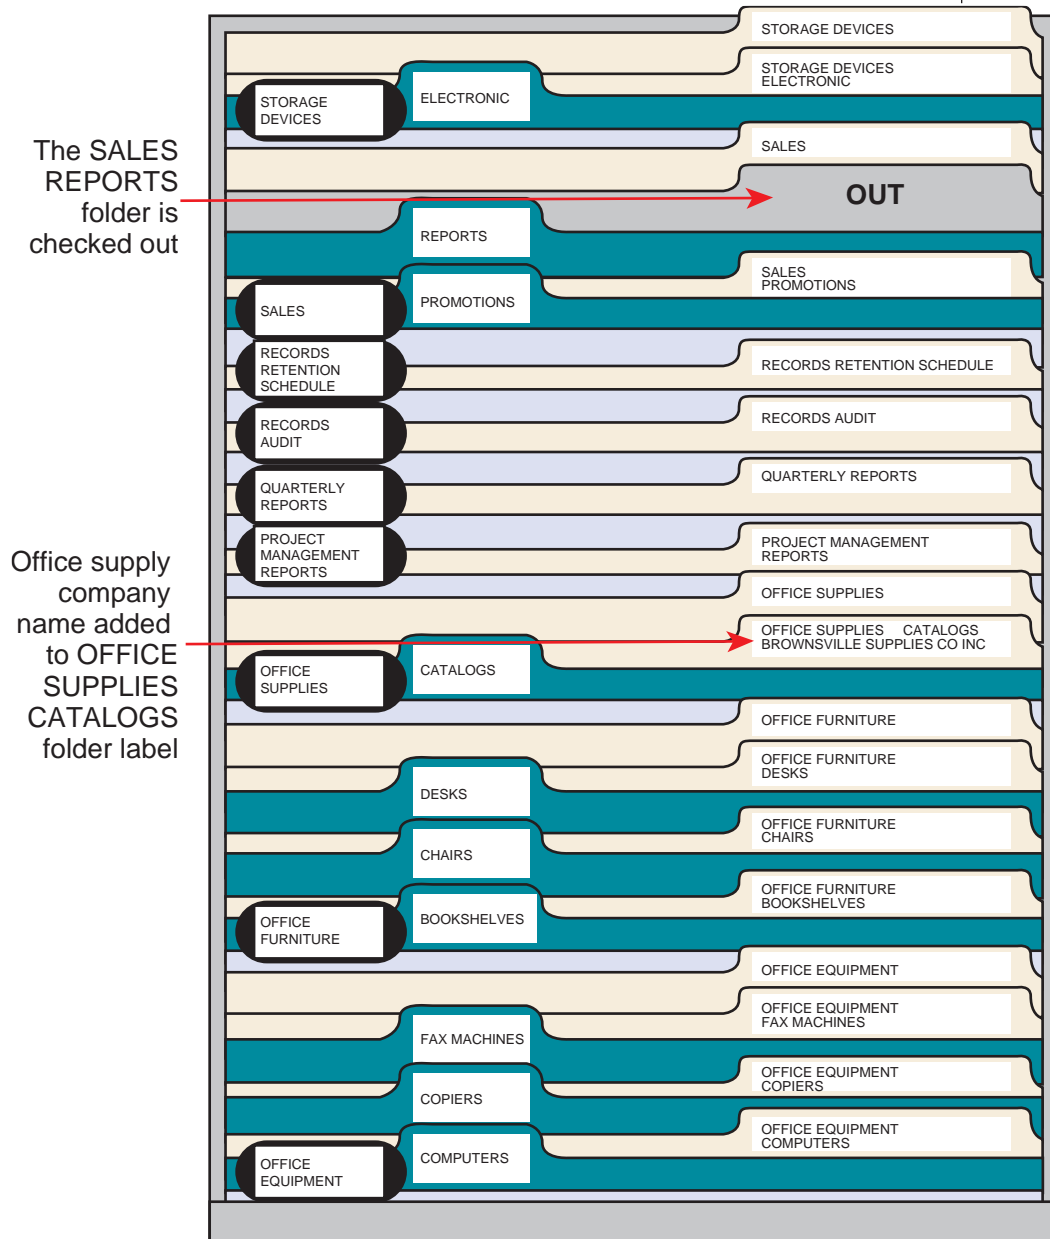 STORAGE DEVICES
STORAGE DEVICES
ELECTRONIC
ELECTRONIC
STORAGE
DEVICES
SALES
The SALES
REPORTS
folder is
checked out
OUT
REPORTS
SALES
PROMOTIONS
PROMOTIONS
SALES
RECORDS
RETENTION
SCHEDULE
RECORDS RETENTION SCHEDULE
RECORDS
AUDIT
RECORDS AUDIT
QUARTERLY
REPORTS
QUARTERLY REPORTS
PROJECT
MANAGEMENT
REPORTS
PROJECT MANAGEMENT
REPORTS
OFFICE SUPPLIES
Office supply
company
name added
to OFFICE
SUPPLIES
CATALOGS
folder label
OFFICE SUPPLIES CATALOGS
BROWNSVILLE SUPPLIES CO INC
CATALOGS
OFFICE
SUPPLIES
OFFICE FURNITURE
OFFICE FURNITURE
DESKS
DESKS
OFFICE FURNITURE
CHAIRS
CHAIRS
OFFICE FURNITURE
BOOKSHELVES
BOOKSHELVES
OFFICE
FURNITURE
OFFICE EQUIPMENT
OFFICE EQUIPMENT
FAX MACHINES
FAX MACHINES
OFFICE EQUIPMENT
COPIERS
COPIERS
OFFICE EQUIPMENT
COMPUTERS
COMPUTERS
OFFICE
EQUIPMENT